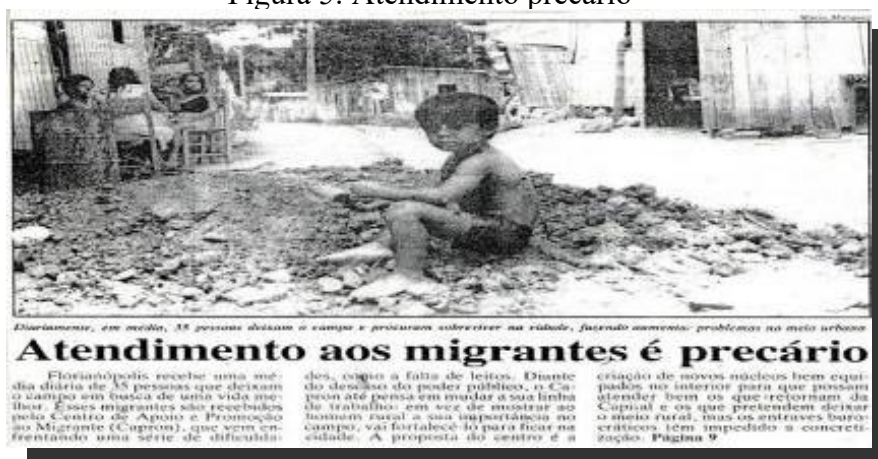 Figura 5: Atendimento precário
Diariamente, em média, 35 pessoas deixam o campo e procuram sobreviver na cidade, fazendo aumentar problemas no meio urbano
Atendimento aos migrantes é precário
Florianópolis recebe uma mé-
dia diária de 35 pessoas que deixam
o campo em busca de uma vida me-
lhor. Esses migrantes são recebidos
pelo Centro de Apoio e Promoção
ao Migrante (Capron), que vem en-
frentando uma série de dificulda-
des, como a falta de leitos. Diante
do descaso do poder público, o Ca-
pron até pensa em mudar a sua linha
de trabalho: em vez de mostrar ao
homem rural a sua importância no
campo, vai fortalecê-lo para ficar na
cidade. A proposta do centro é a
criação de novos núcleos bem equi-
pados no interior para que possam
atender bem os que retornam da
Capital e os que pretendem deixar
o meio rural, mas os entraves buro-
cráticos têm impedido a concreti-
zação. Página 9